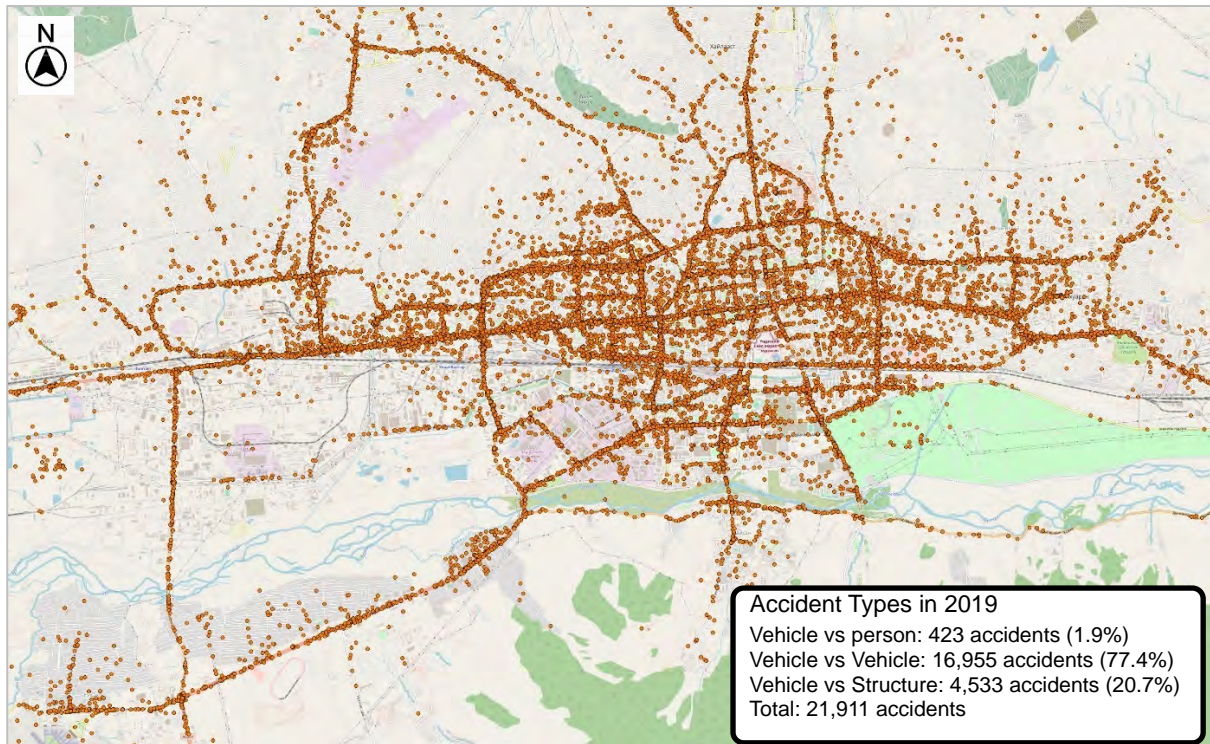 N
Хайлааст
Accident Types in 2019
Vehicle vs person: 423 accidents (1.9%)
Vehicle vs Vehicle: 16,955 accidents (77.4%)
Vehicle vs Structure: 4,533 accidents (20.7%)
Total: 21,911 accidents